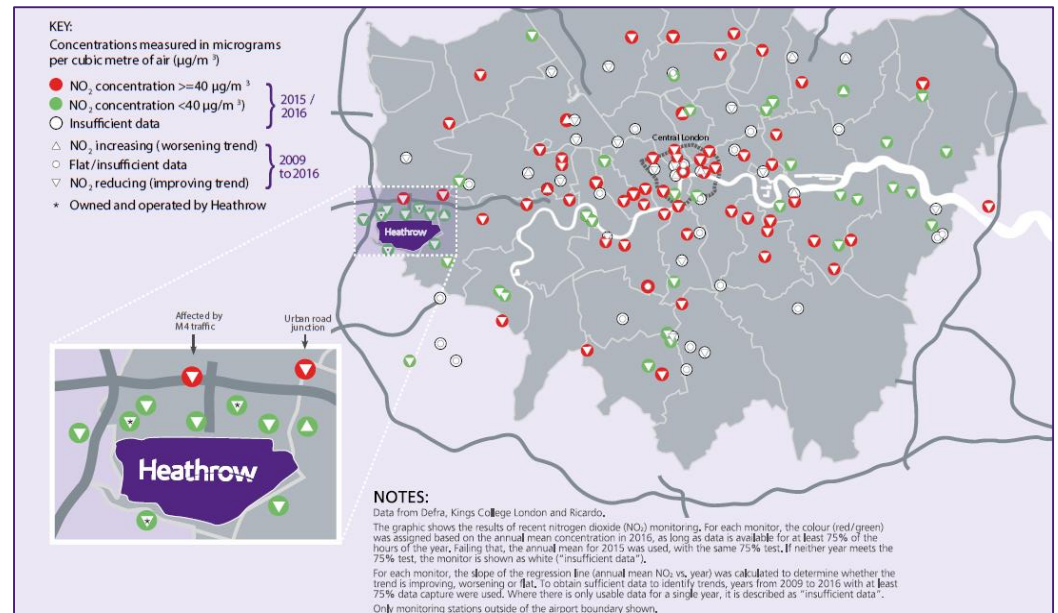 KEY:
Concentrations measured in micrograms
per cubic metre of air (µg/m ³)
NO₂ concentration >=40 µg/m ³
NO₂ concentration <40 µg/m ³)
Insufficient data
2015 /
2016
NO₂ increasing (worsening trend)
Flat/insufficient data
NO₂ reducing (improving trend)
2009
to 2016
* Owned and operated by Heathrow
Central London
Heathrow
Affected by
M4 traffic
Urban road
junction
Heathrow
NOTES:
Data from Defra, Kings College London and Ricardo.
The graphic shows the results of recent nitrogen dioxide (NO₂) monitoring. For each monitor, the colour (red/green)
was assigned based on the annual mean concentration in 2016, as long as data is available for at least 75% of the
hours of the year. Failing that, the annual mean for 2015 was used, with the same 75% test. If neither year meets the
75% test, the monitor is shown as white ("insufficient data").
For each monitor, the slope of the regression line (annual mean NO₂ vs. year) was calculated to determine whether the
trend is improving, worsening or flat. To obtain sufficient data to identify trends, years from 2009 to 2016 with at least
75% data capture were used. Where there is only usable data for a single year, it is described as "insufficient data".
Only monitoring stations outside of the airport boundary shown.